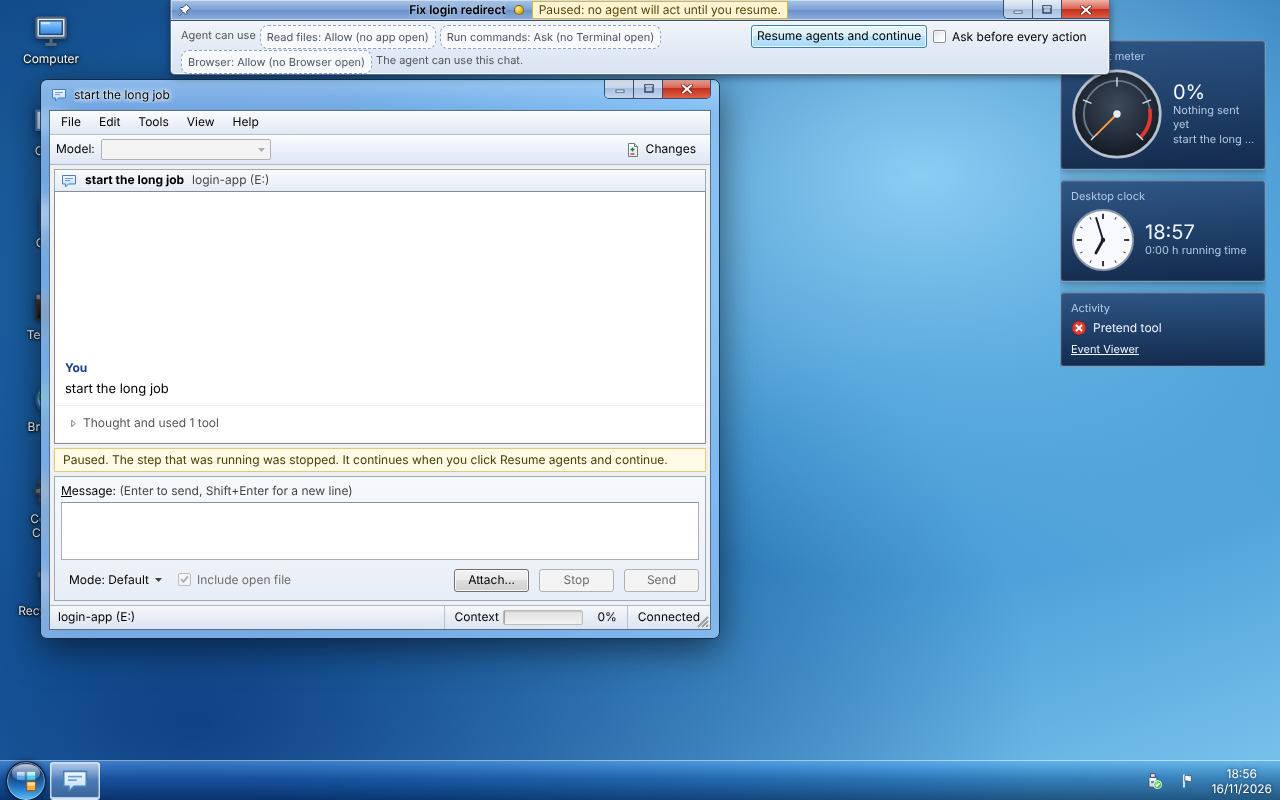 Fix login redirect
Paused: no agent will act until you resume.
Agent can use
Read files: Allow (no app open)
Run commands: Ask (no Terminal open)
Resume agents and continue
Ask before every action
Browser: Allow (no Browser open)
The agent can use this chat.
Computer
start the long job
File Edit Tools View Help
Model:
Changes
start the long job login-app (E:)
You
start the long job
Thought and used 1 tool
Paused. The step that was running was stopped. It continues when you click Resume agents and continue.
Message: (Enter to send, Shift+Enter for a new line)
Mode: Default
Include open file
Attach...
Stop
Send
login-app (E:)
Context
0%
Connected
meter
0%
Nothing sent
yet
start the long ...
Desktop clock
18:57
0:00 h running time
Activity
Pretend tool
Event Viewer
18:56
16/11/2026